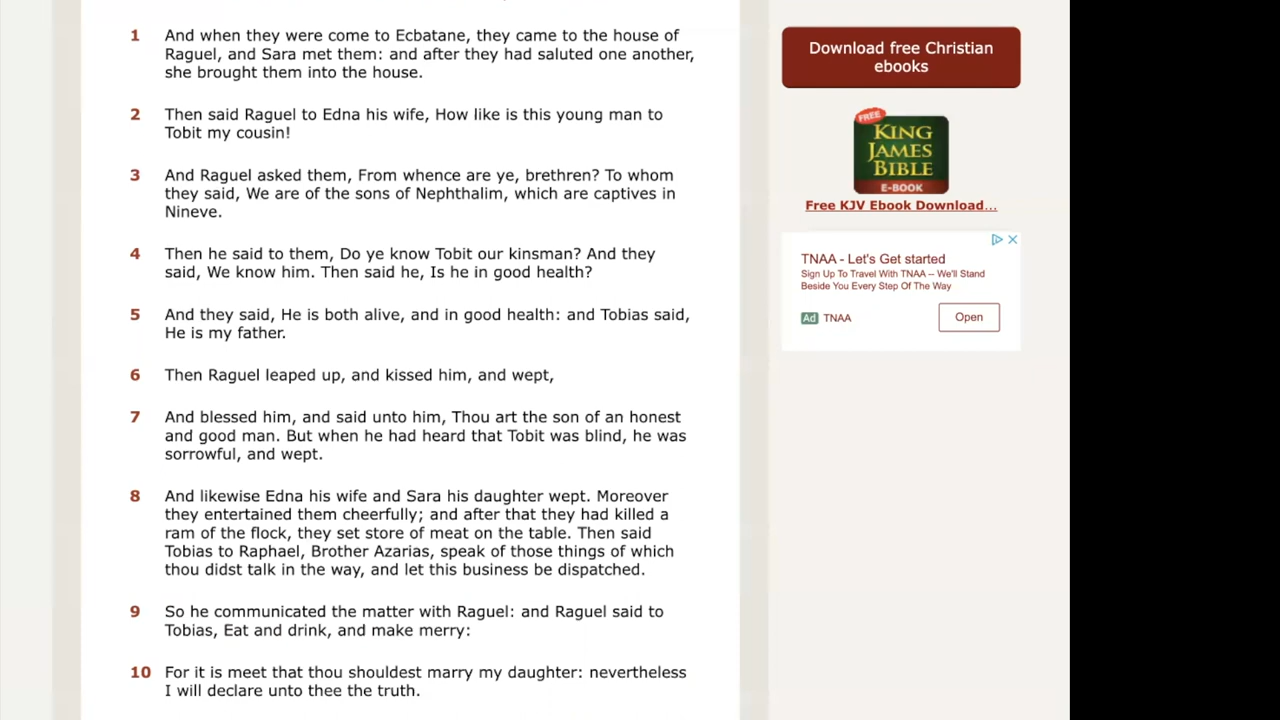 1 And when they were come to Ecbatane, they came to the house of
Raguel, and Sara met them: and after they had saluted one another,
she brought them into the house.
2 Then said Raguel to Edna his wife, How like is this young man to
Tobit my cousin!
3 And Raguel asked them, From whence are ye, brethren? To whom
they said, We are of the sons of Nephthalim, which are captives in
Nineve.
4 Then he said to them, Do ye know Tobit our kinsman? And they
said, We know him. Then said he, Is he in good health?
5 And they said, He is both alive, and in good health: and Tobias said,
He is my father.
6 Then Raguel leaped up, and kissed him, and wept,
7 And blessed him, and said unto him, Thou art the son of an honest
and good man. But when he had heard that Tobit was blind, he was
sorrowful, and wept.
8 And likewise Edna his wife and Sara his daughter wept. Moreover
they entertained them cheerfully; and after that they had killed a
ram of the flock, they set store of meat on the table. Then said
Tobias to Raphael, Brother Azarias, speak of those things of which
thou didst talk in the way, and let this business be dispatched.
9 So he communicated the matter with Raguel: and Raguel said to
Tobias, Eat and drink, and make merry:
10 For it is meet that thou shouldest marry my daughter: nevertheless
I will declare unto thee the truth.
Download free Christian
ebooks
FREE
KING
JAMES
BIBLE
E-BOOK
Free KJV Ebook Download...
TNAA - Let's Get started
Sign Up To Travel With TNAA – We'll Stand
Beside You Every Step Of The Way
Ad TNAA
Open